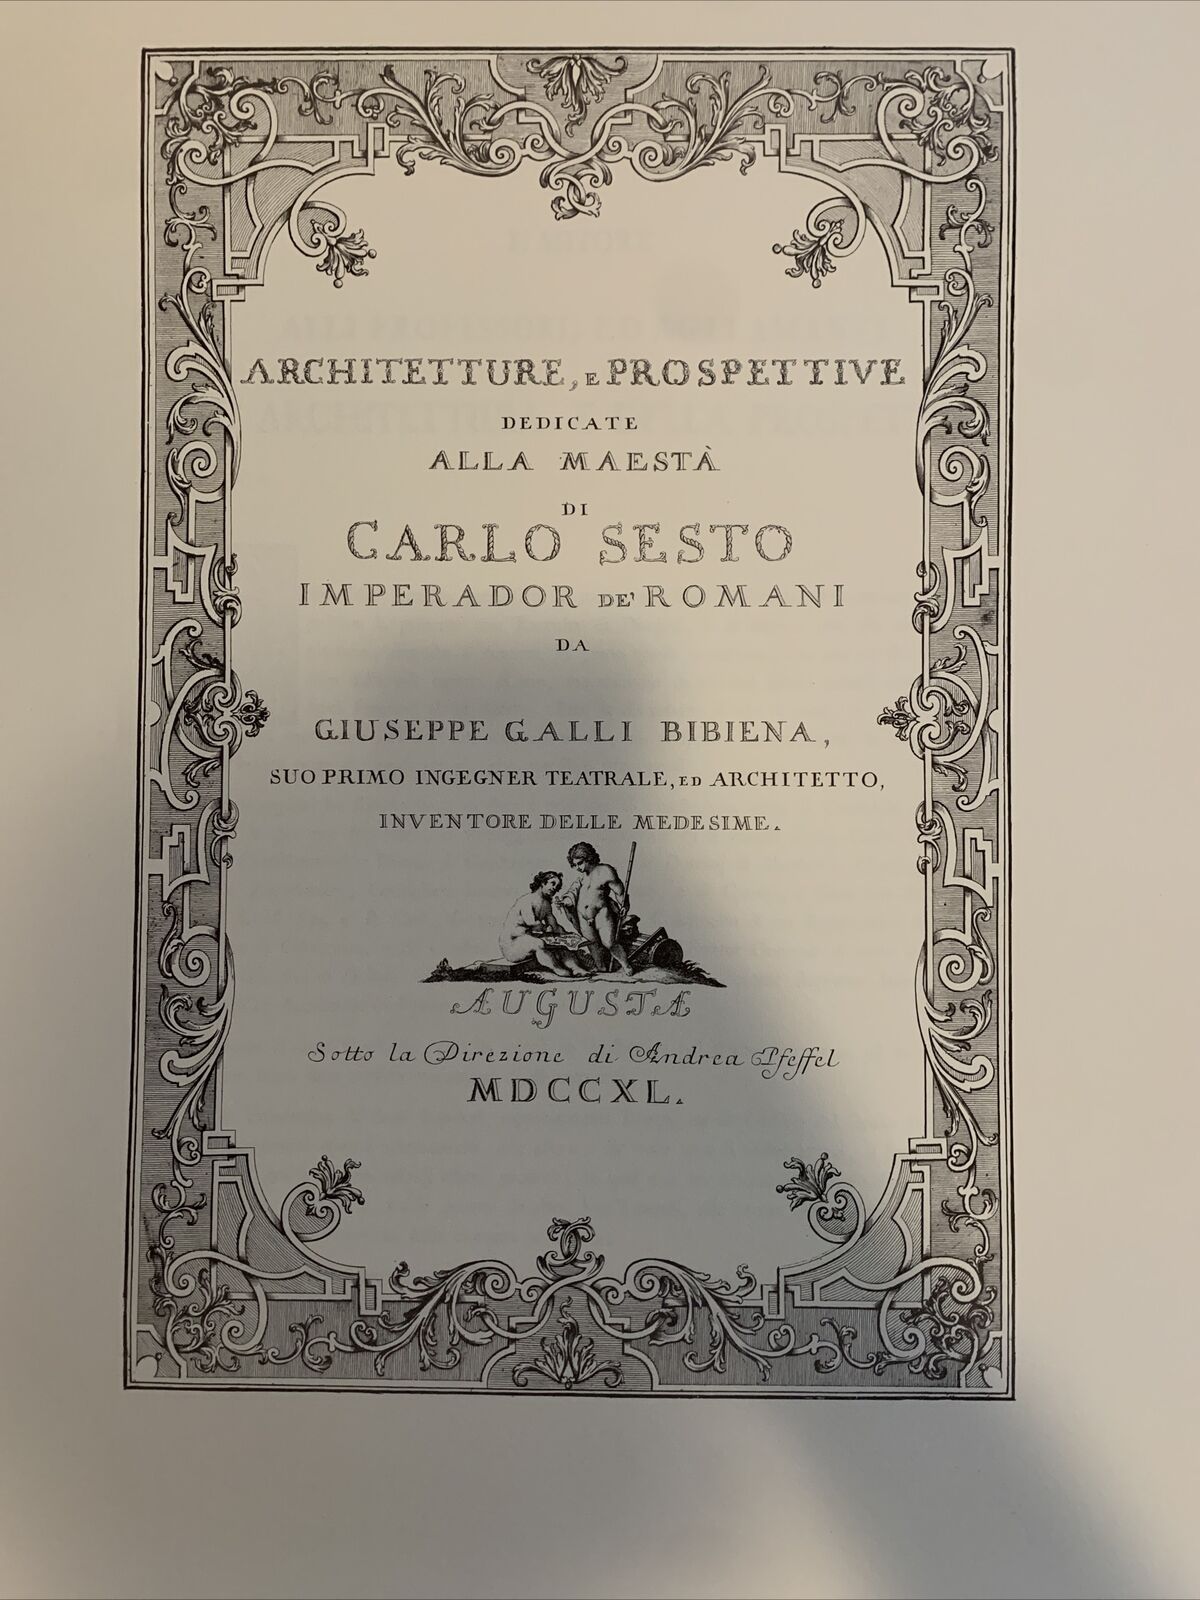 ARCHITETTURE, E PROSPETTIVE
DEDICATE
ALLA MAESTÀ
DI
CARLO SESTO
IMPERADOR DE' ROMANI
DA
GIUSEPPE GALLI BIBIENA,
SUO PRIMO INGEGNER TEATRALE, ED ARCHITETTO,
INVENTORE DELLE MEDESIME.
AUGUSTÆ
Sotto la Direzione di Andrea Pfeffel
MDCCXL.